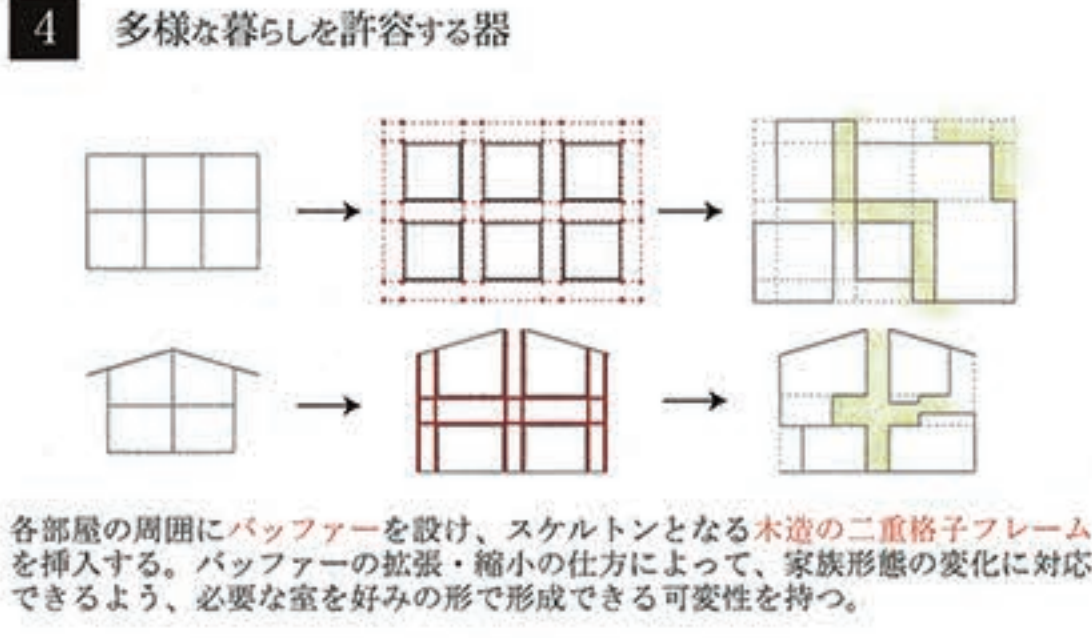 4 多様な暮らしを許容する器
各部屋の周囲にバッファーを設け、スケルトンとなる木造の二重格子フレーム
を挿入する。バッファーの拡張・縮小の仕方によって、家族形態の変化に対応
できるよう、必要な室を好みの形で形成できる可変性を持つ。